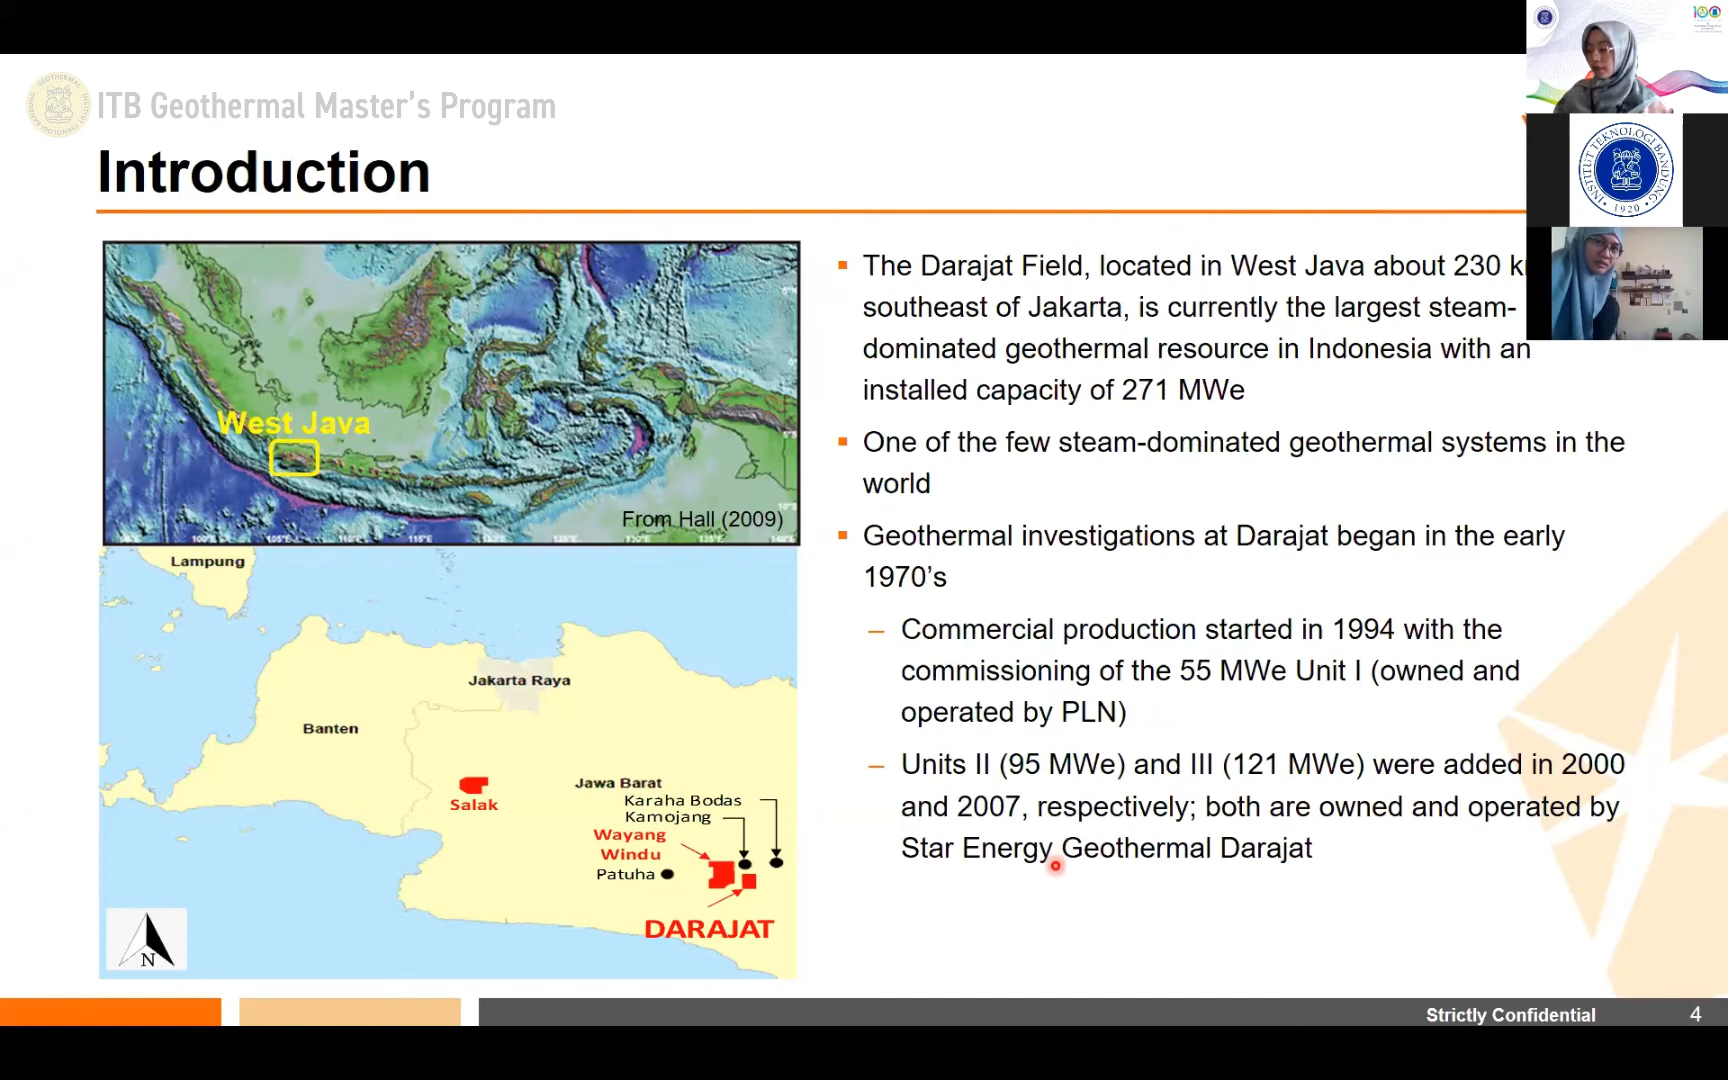 ITB Geothermal Master's Program
Introduction
West Java
From Hall (2009)
Lampung
Jakarta Raya
Banten
Salak
Jawa Barat
Karaha Bodas
Kamojang
Wayang
Windu
Patuha
DARAJAT
N
The Darajat Field, located in West Java about 230
southeast of Jakarta, is currently the largest steam-
dominated geothermal resource in Indonesia with an
installed capacity of 271 MWe
One of the few steam-dominated geothermal systems in the
world
Geothermal investigations at Darajat began in the early
1970's
– Commercial production started in 1994 with the
commissioning of the 55 MWe Unit I (owned and
operated by PLN)
– Units II (95 MWe) and III (121 MWe) were added in 2000
and 2007, respectively; both are owned and operated by
Star Energy Geothermal Darajat
INSTITUT TEKNOLOGI BANDUNG
1920
100
Strictly Confidential
4